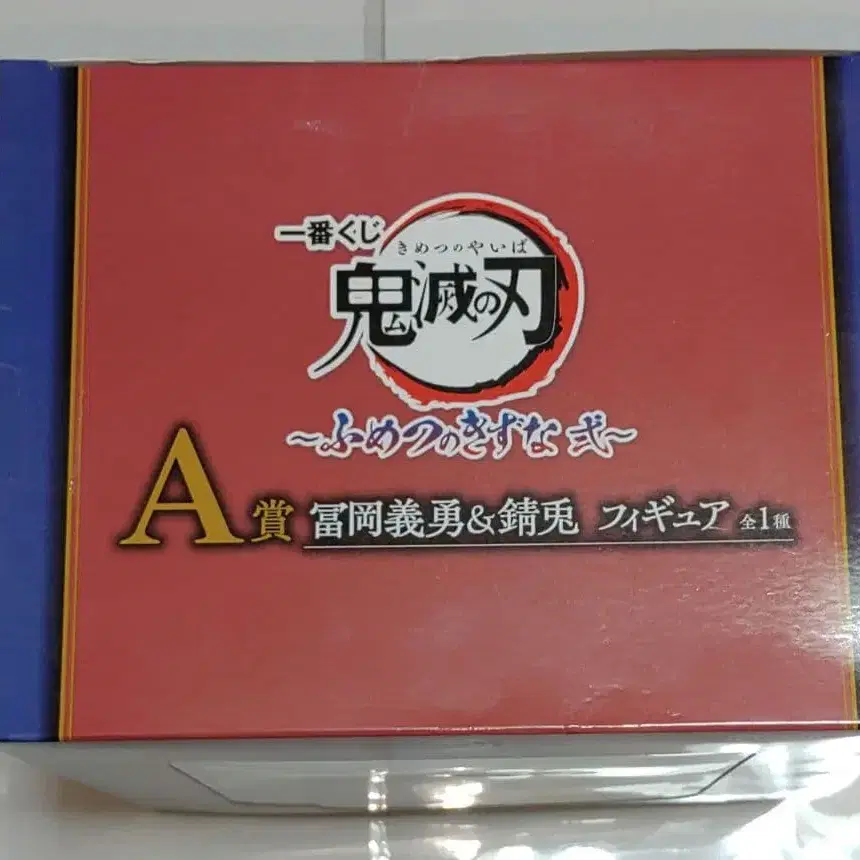 一番くじ
きめつのやいば
鬼滅の刃
～ふめつのきずな 弐～
A賞 冨岡義勇&錆兎 フィギュア 全1種